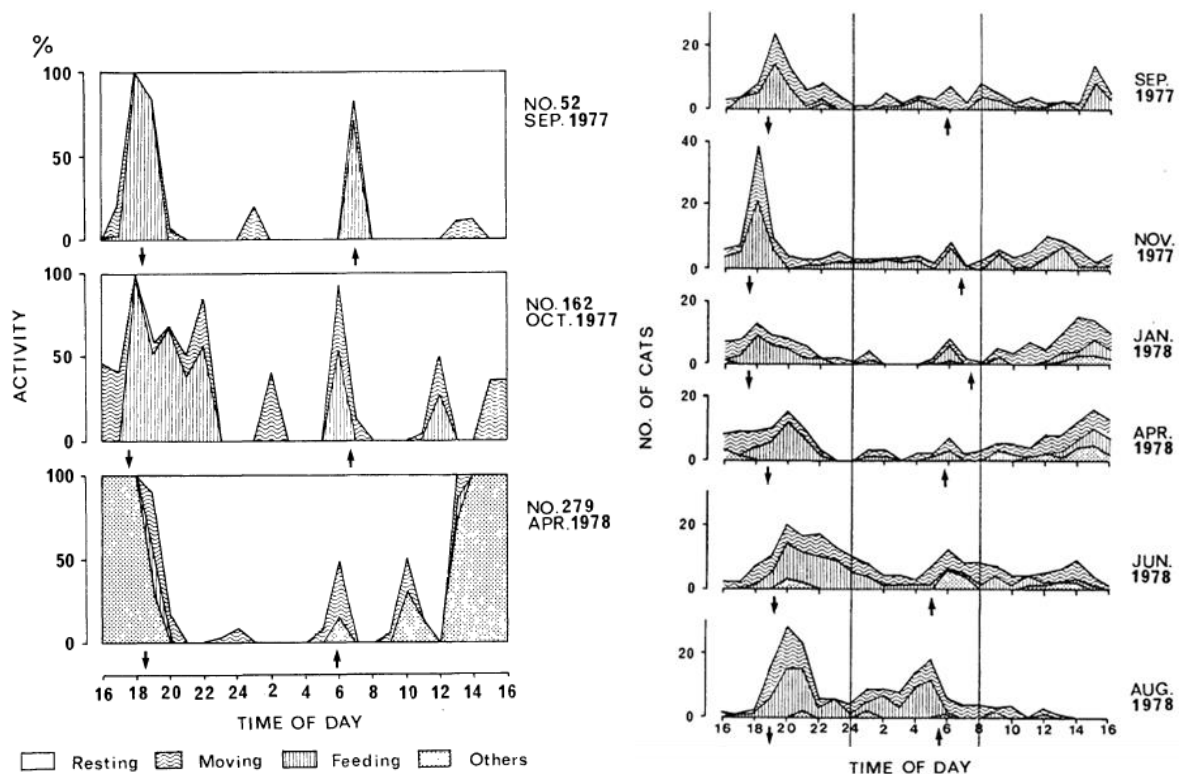 %
100
50
0
NO. 52
SEP. 1977
100
50
0
NO. 162
OCT. 1977
100
50
0
NO. 279
APR. 1978
ACTIVITY
16 18 20 22 24 2 4 6 8 10 12 14 16
TIME OF DAY
Resting Moving Feeding Others
20
0
SEP.
1977
40
20
0
NOV.
1977
20
0
JAN.
1978
20
0
APR.
1978
20
0
JUN.
1978
20
0
AUG.
1978
NO. OF CATS
16 18 20 22 24 2 4 6 8 10 12 14 16
TIME OF DAY